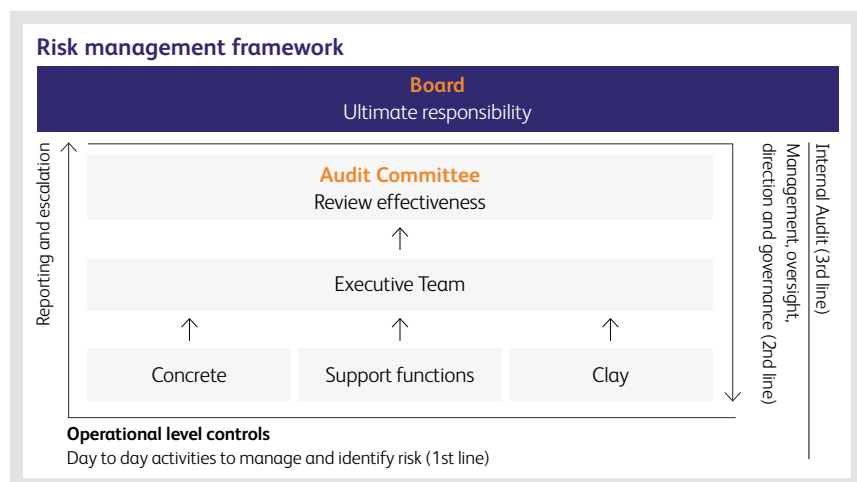 Risk management framework
Board
Ultimate responsibility
Reporting and escalation
Audit Committee
Review effectiveness
Executive Team
Concrete
Support functions
Clay
Management, oversight,
direction and governance (2nd line)
Internal Audit (3rd line)
Operational level controls
Day to day activities to manage and identify risk (1st line)